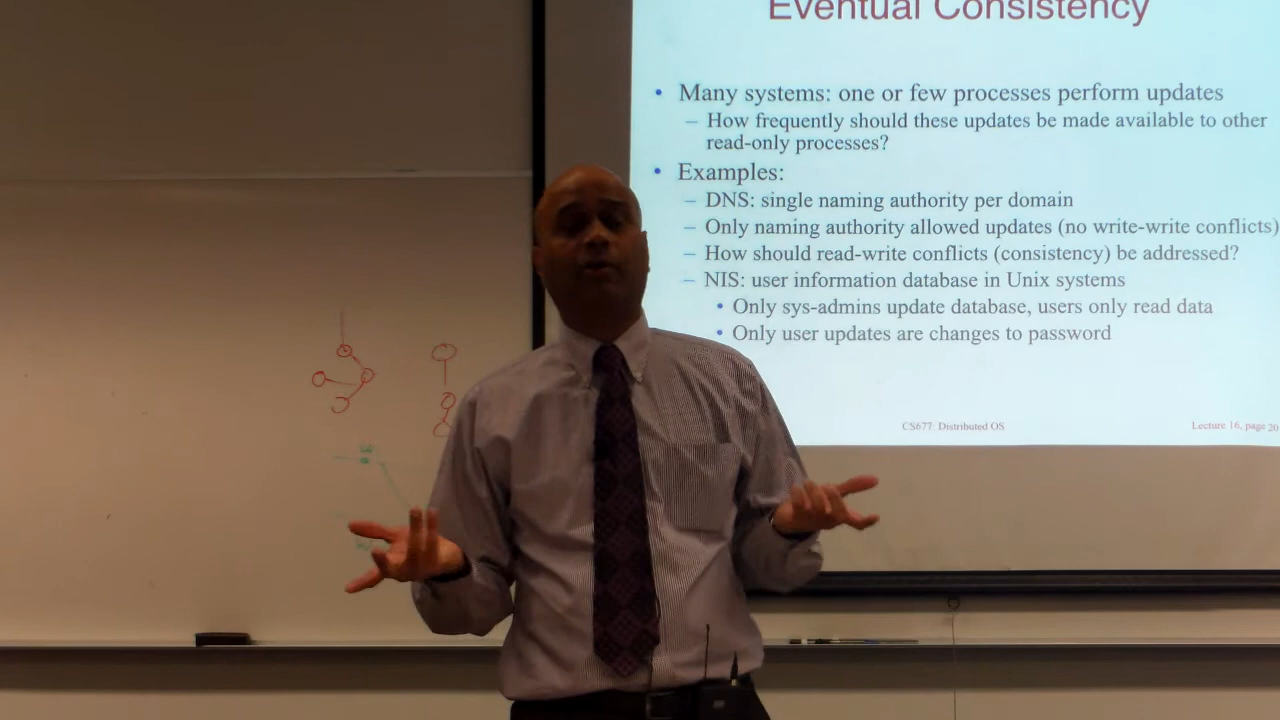 Eventual Consistency
• Many systems: one or few processes perform updates
– How frequently should these updates be made available to other
read-only processes?
• Examples:
– DNS: single naming authority per domain
– Only naming authority allowed updates (no write-write conflicts)
– How should read-write conflicts (consistency) be addressed?
– NIS: user information database in Unix systems
• Only sys-admins update database, users only read data
• Only user updates are changes to password
CS677: Distributed OS
Lecture 16, page 20